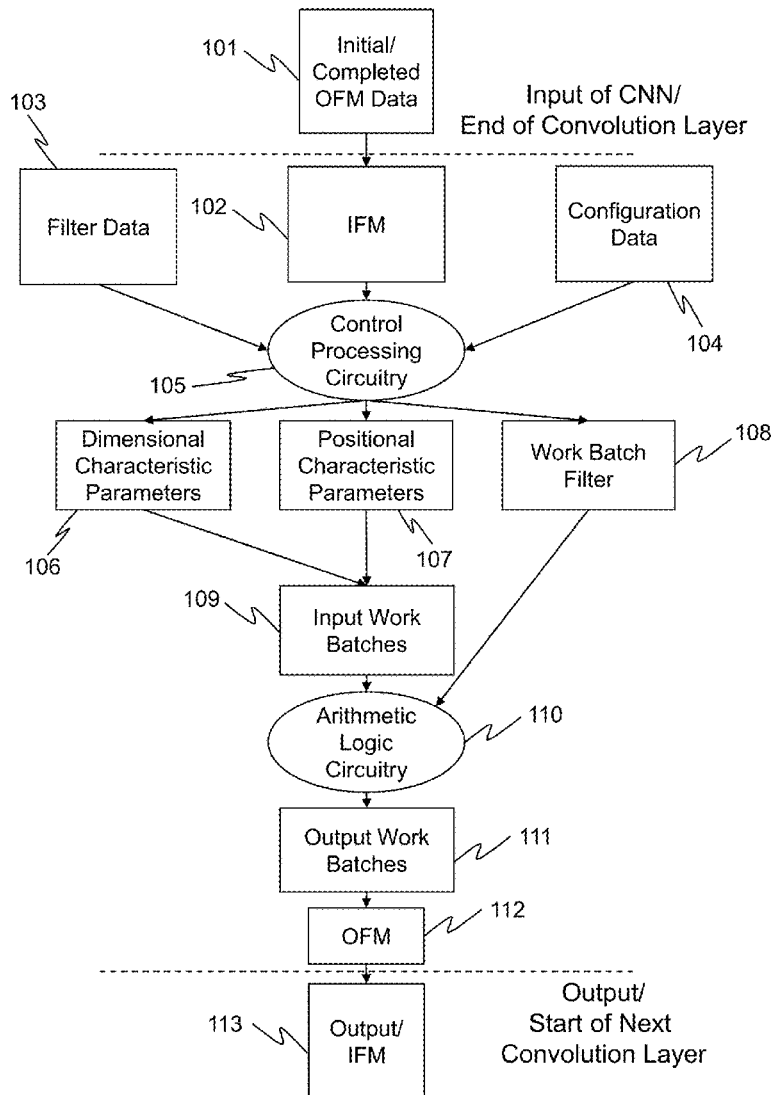 101
Initial/
Completed
OFM Data
Input of CNN/
End of Convolution Layer
103
Filter Data
102
IFM
Configuration
Data
104
Control
Processing
Circuitry
105
Dimensional
Characteristic
Parameters
106
Positional
Characteristic
Parameters
107
Work Batch
Filter
108
109
Input Work
Batches
Arithmetic
Logic
Circuitry
110
Output Work
Batches
111
OFM
112
113
Output/
IFM
Output/
Start of Next
Convolution Layer